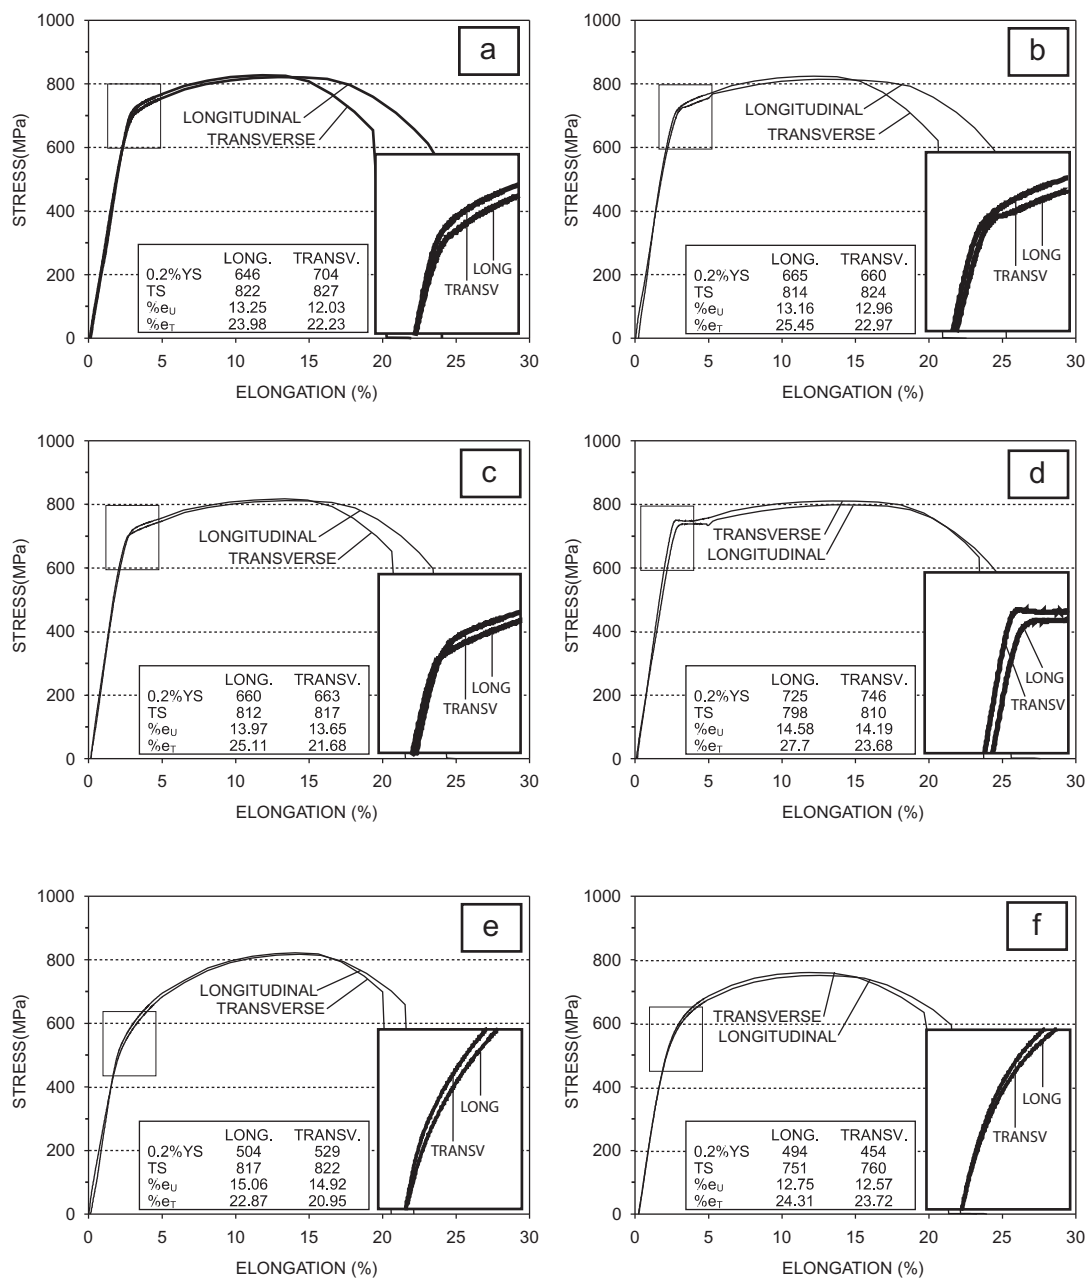 a
STRESS(MPa)
1000
800
600
400
200
0
LONGITUDINAL
TRANSVERSE
LONG
TRANSV
LONG. TRANSV.
0.2%YS 646 704
TS 822 827
%eU 13.25 12.03
%eT 23.98 22.23
0 5 10 15 20 25 30
ELONGATION (%)
b
STRESS(MPa)
1000
800
600
400
200
0
LONGITUDINAL
TRANSVERSE
LONG
TRANSV
LONG. TRANSV.
0.2%YS 665 660
TS 814 824
%eU 13.16 12.96
%eT 25.45 22.97
0 5 10 15 20 25 30
ELONGATION (%)
c
STRESS(MPa)
1000
800
600
400
200
0
LONGITUDINAL
TRANSVERSE
LONG
TRANSV
LONG. TRANSV.
0.2%YS 660 663
TS 812 817
%eU 13.97 13.65
%eT 25.11 21.68
0 5 10 15 20 25 30
ELONGATION (%)
d
STRESS(MPa)
1000
800
600
400
200
0
TRANSVERSE
LONGITUDINAL
LONG
TRANSV
LONG. TRANSV.
0.2%YS 725 746
TS 798 810
%eU 14.58 14.19
%eT 27.7 23.68
0 5 10 15 20 25 30
ELONGATION (%)
e
STRESS(MPa)
1000
800
600
400
200
0
LONGITUDINAL
TRANSVERSE
LONG
TRANSV
LONG. TRANSV.
0.2%YS 504 529
TS 817 822
%eU 15.06 14.92
%eT 22.87 20.95
0 5 10 15 20 25 30
ELONGATION (%)
f
STRESS(MPa)
1000
800
600
400
200
0
TRANSVERSE
LONGITUDINAL
LONG
TRANSV
LONG. TRANSV.
0.2%YS 494 454
TS 751 760
%eU 12.75 12.57
%eT 24.31 23.72
0 5 10 15 20 25 30
ELONGATION (%)